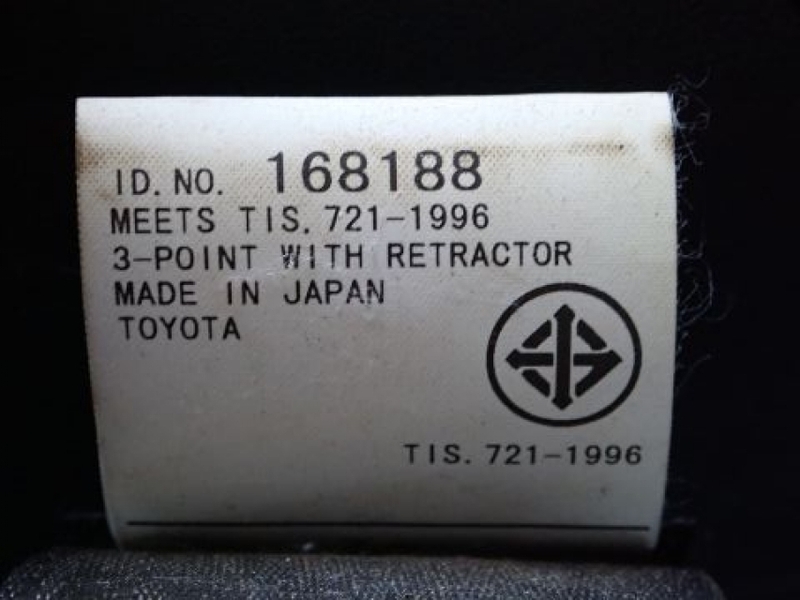 ID. NO. 168188
MEETS TIS. 721-1996
3-POINT WITH RETRACTOR
MADE IN JAPAN
TOYOTA
TIS. 721-1996